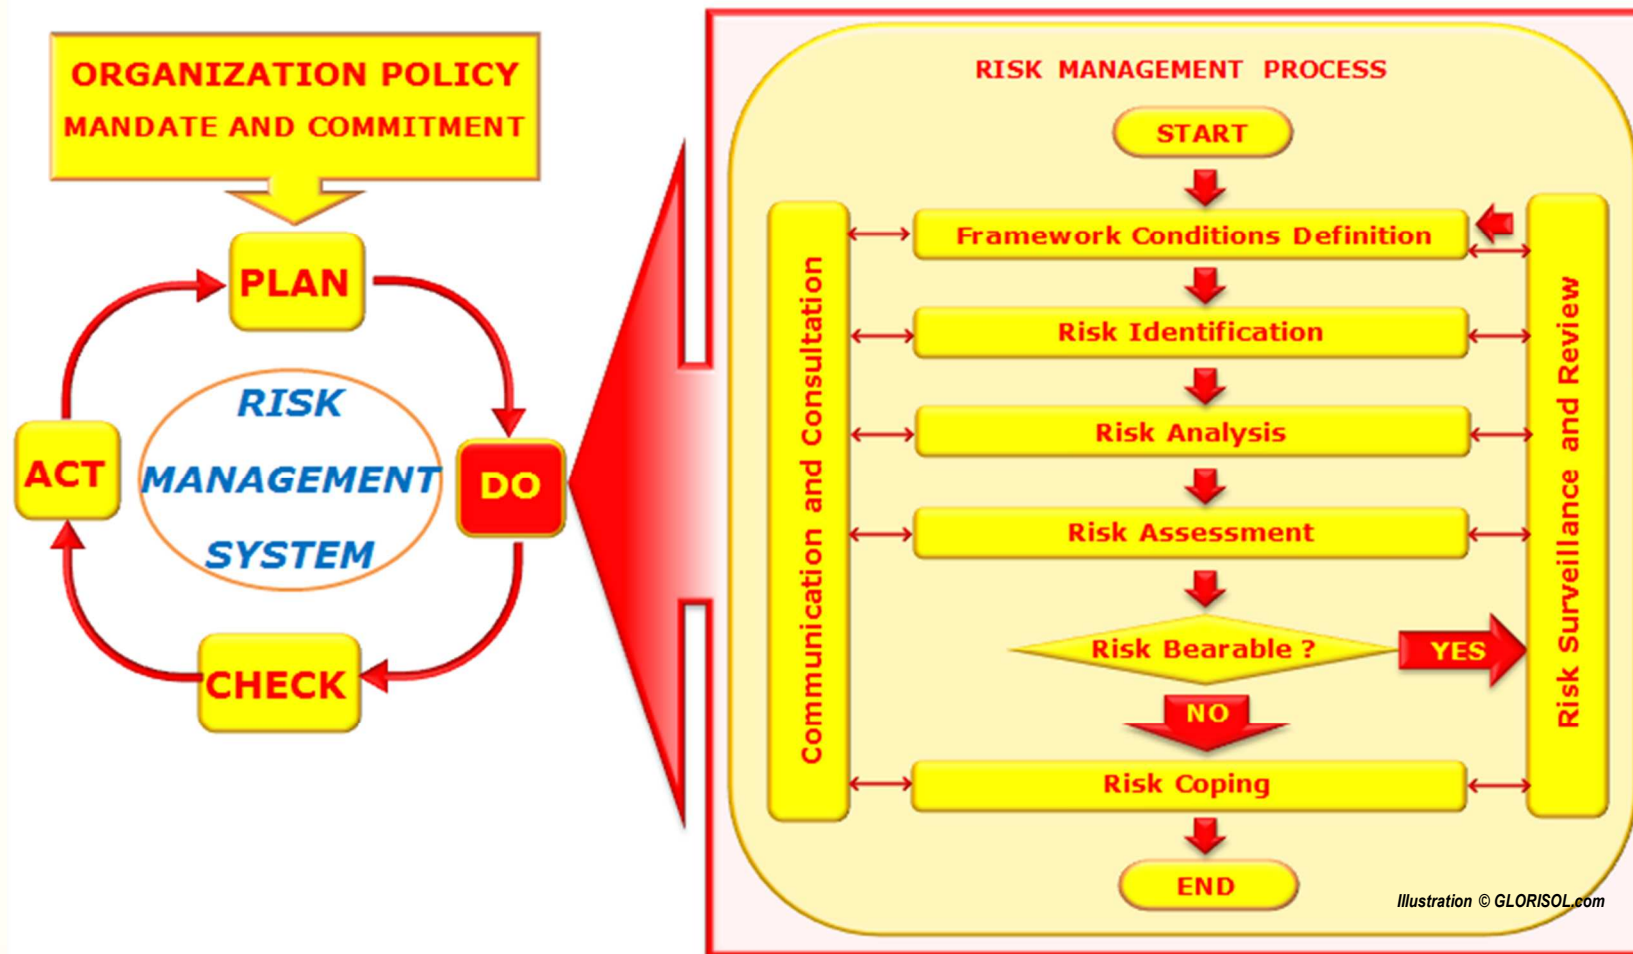 ORGANIZATION POLICY
MANDATE AND COMMITMENT
PLAN
DO
CHECK
ACT
RISK
MANAGEMENT
SYSTEM
RISK MANAGEMENT PROCESS
START
Framework Conditions Definition
Risk Identification
Risk Analysis
Risk Assessment
Risk Bearable ?
YES
NO
Risk Coping
END
Communication and Consultation
Risk Surveillance and Review
Illustration © GLORISOL.com